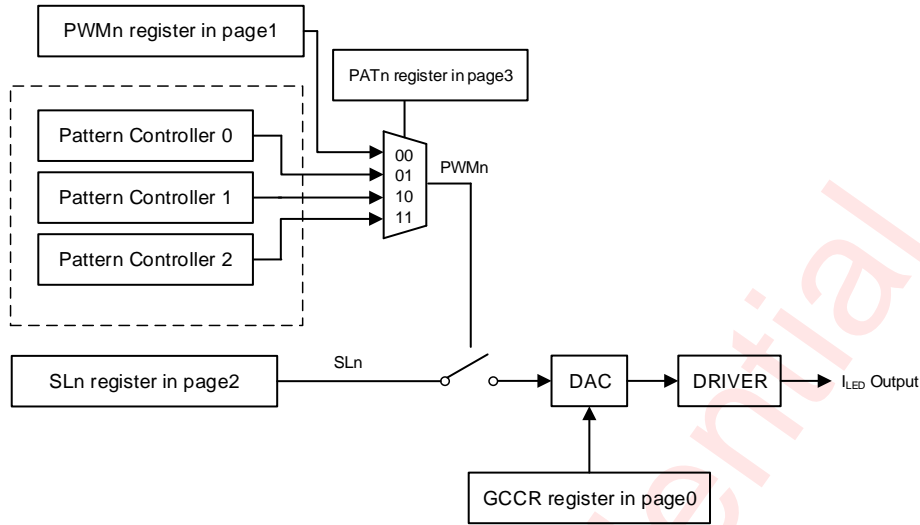 PWMn register in page1
PATn register in page3
Pattern Controller 0
Pattern Controller 1
Pattern Controller 2
00
01
10
11
PWMn
SLn register in page2
SLn
DAC
DRIVER
ILED Output
GCCR register in page0
ential